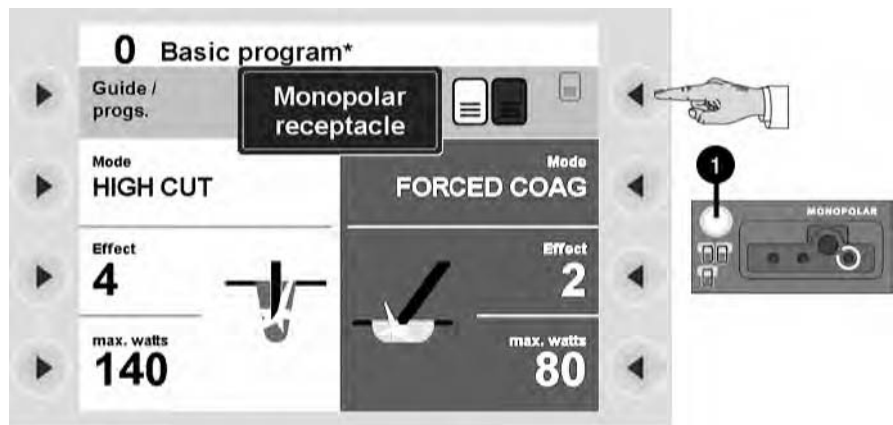 0 Basic program*
Guide /
progs.
Monopolar
receptacle
Mode
HIGH CUT
Mode
FORCED COAG
Effect
4
Effect
2
max. watts
140
max. watts
80
1
MONOPOLAR